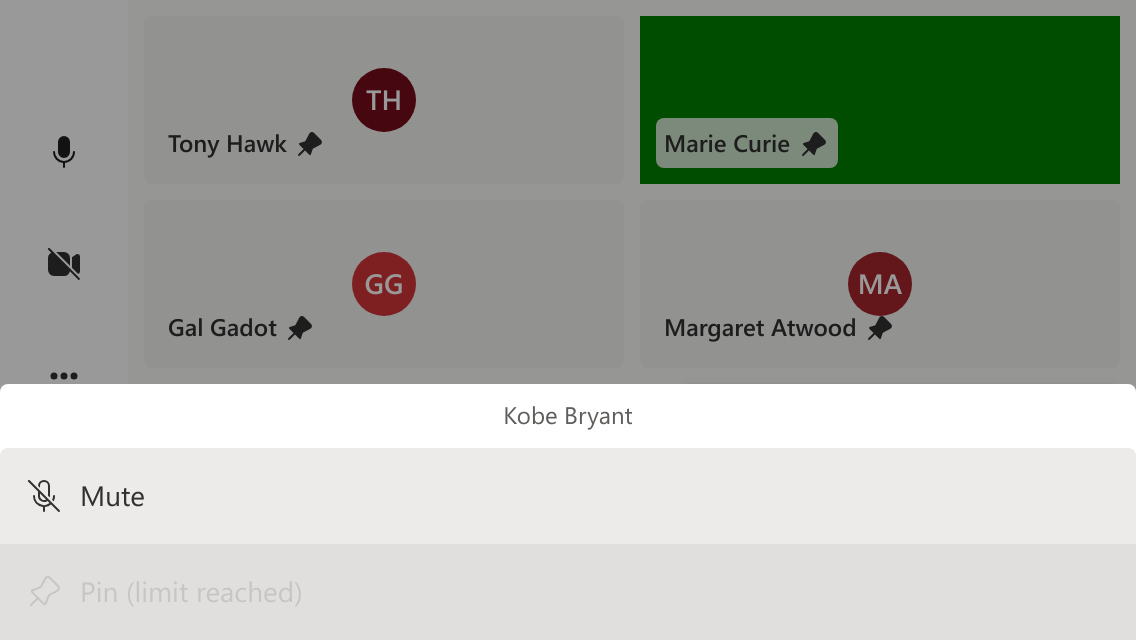 TH
Tony Hawk
Marie Curie
GG
Gal Gadot
MA
Margaret Atwood
Kobe Bryant
Mute
Pin (limit reached)